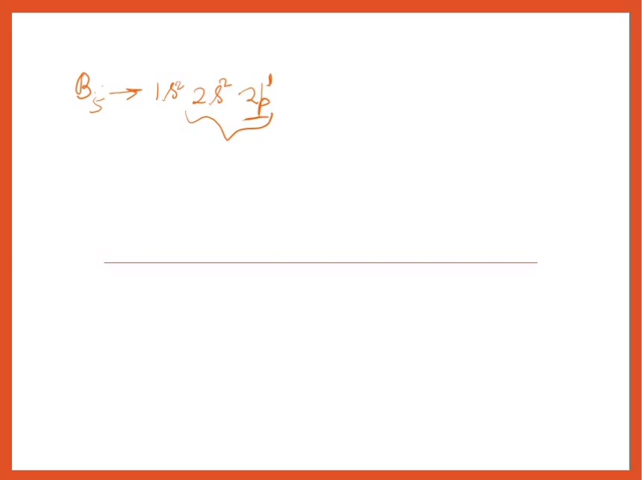 B₅ → 1s² 2s² 2p¹